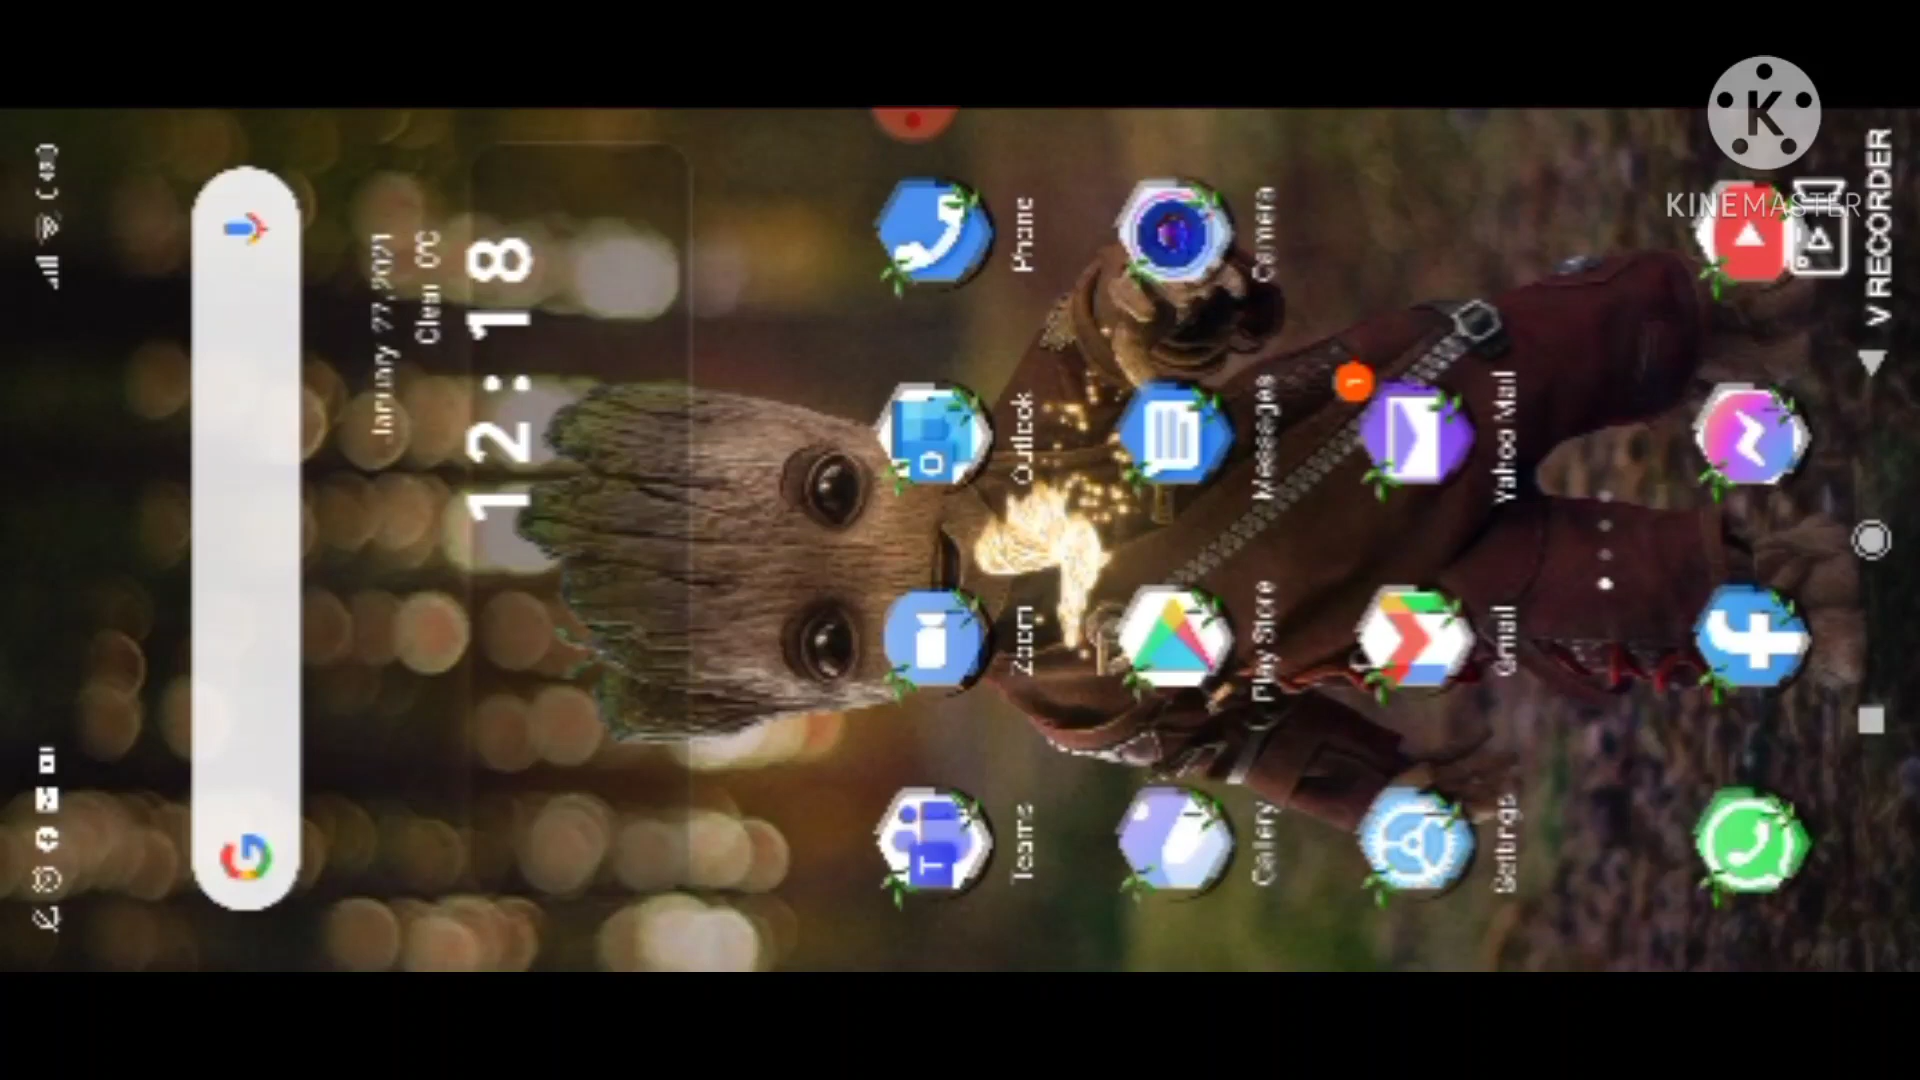 January 27, 2021
Clear 0°C
12:18
Teams
Zoom
Outlook
Phone
Gallery
Play Store
Messages
Camera
Settings
Gmail
Yahoo Mail
1
V RECORDER
KINEMASTER